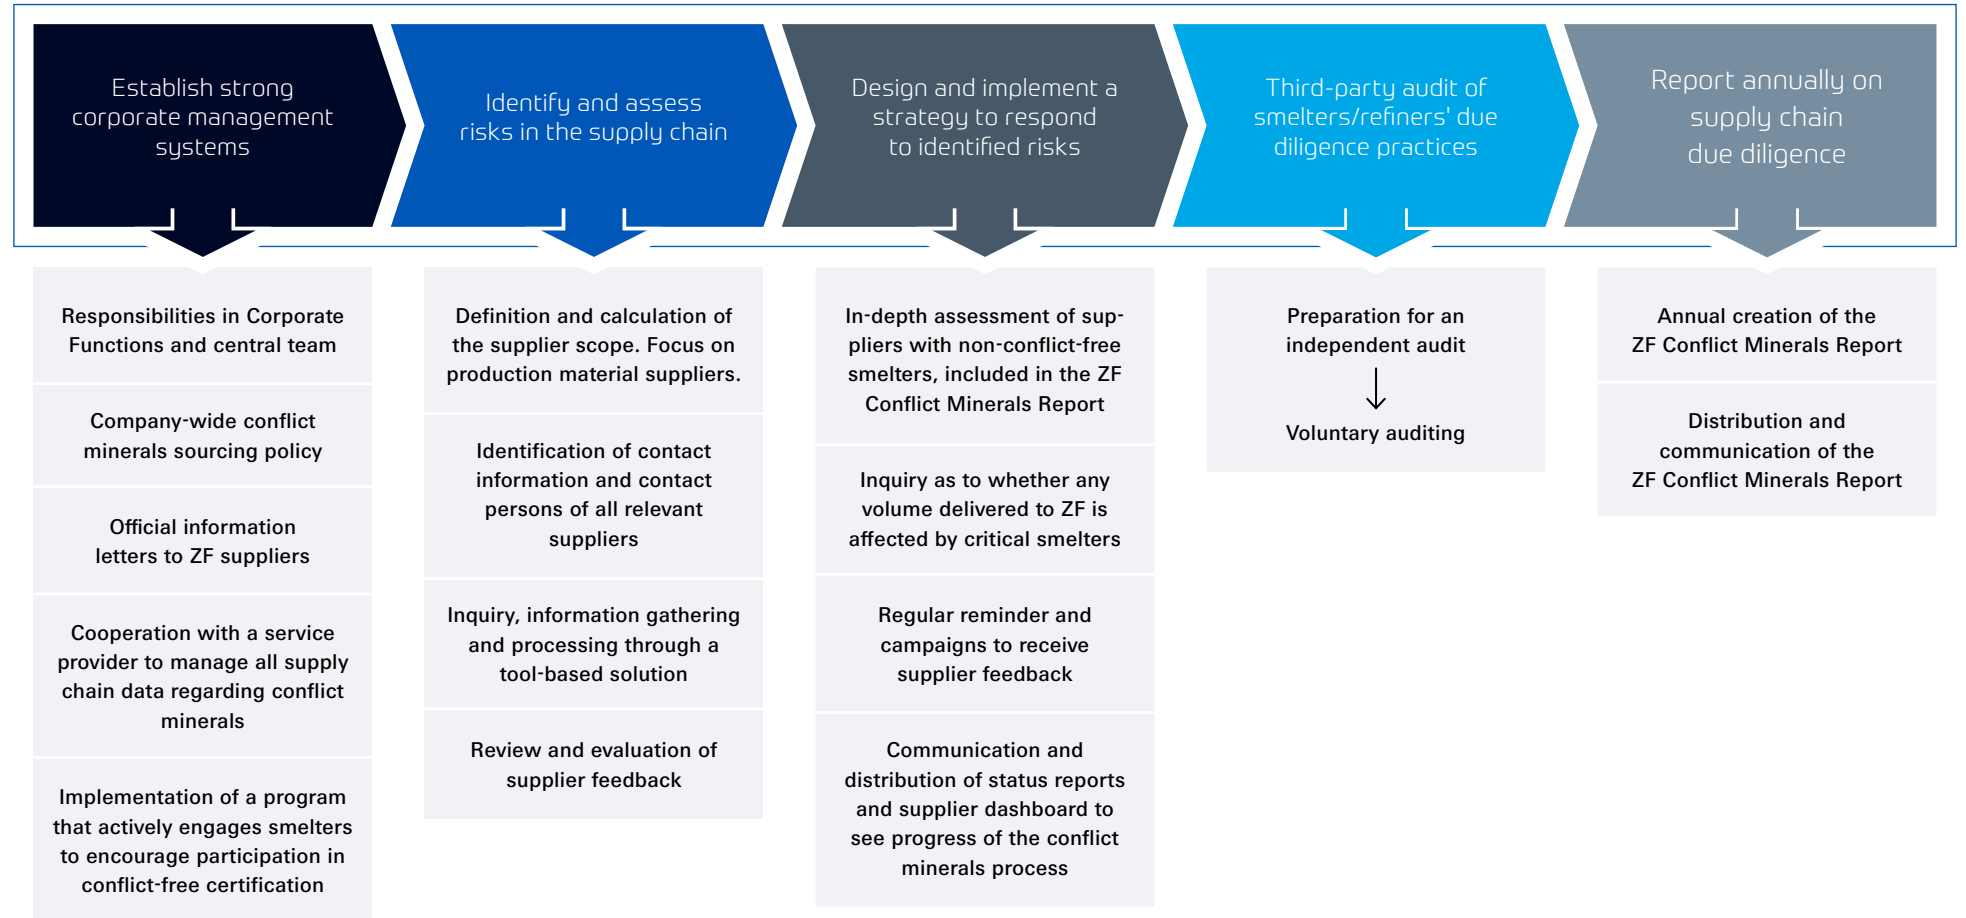 Establish strong
corporate management
systems
Identify and assess
risks in the supply chain
Design and implement a
strategy to respond
to identified risks
Third-party audit of
smelters/refiners' due
diligence practices
Report annually on
supply chain
due diligence
Responsibilities in Corporate
Functions and central team
Company-wide conflict
minerals sourcing policy
Official information
letters to ZF suppliers
Cooperation with a service
provider to manage all supply
chain data regarding conflict
minerals
Implementation of a program
that actively engages smelters
to encourage participation in
conflict-free certification
Definition and calculation of
the supplier scope. Focus on
production material suppliers.
Identification of contact
information and contact
persons of all relevant
suppliers
Inquiry, information gathering
and processing through a
tool-based solution
Review and evaluation of
supplier feedback
In-depth assessment of sup-
pliers with non-conflict-free
smelters, included in the ZF
Conflict Minerals Report
Inquiry as to whether any
volume delivered to ZF is
affected by critical smelters
Regular reminder and
campaigns to receive
supplier feedback
Communication and
distribution of status reports
and supplier dashboard to
see progress of the conflict
minerals process
Preparation for an
independent audit
Voluntary auditing
Annual creation of the
ZF Conflict Minerals Report
Distribution and
communication of the
ZF Conflict Minerals Report